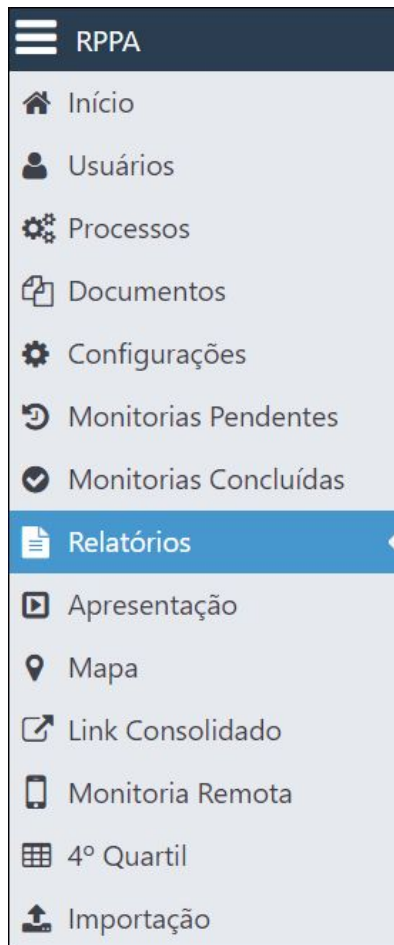 RPPA
Início
Usuários
Processos
Documentos
Configurações
Monitorias Pendentes
Monitorias Concluídas
Relatórios
Apresentação
Mapa
Link Consolidado
Monitoria Remota
4º Quartil
Importação